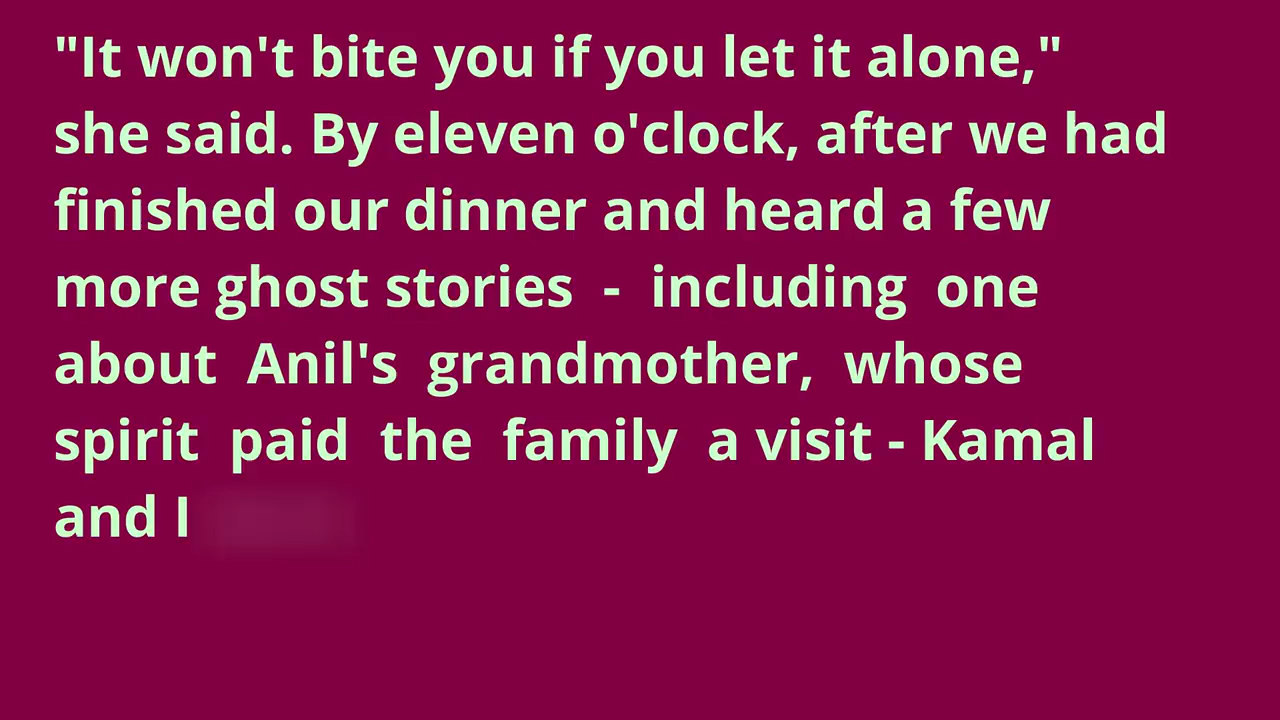 "It won't bite you if you let it alone,"
she said. By eleven o'clock, after we had
finished our dinner and heard a few
more ghost stories  -  including  one
about  Anil's  grandmother,  whose
spirit  paid  the  family  a visit - Kamal
and I